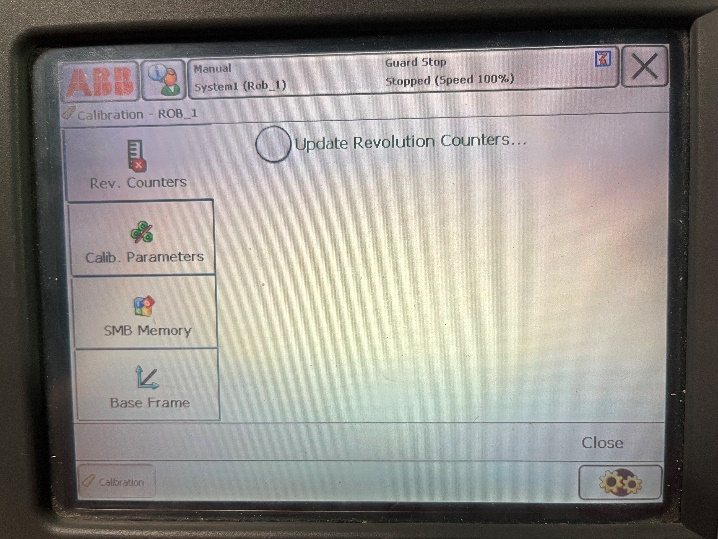 ABB
Manual
System1 (Rob_1)
Guard Stop
Stopped (Speed 100%)
Calibration - ROB_1
Rev. Counters
Update Revolution Counters...
Calib. Parameters
SMB Memory
Base Frame
Close
Calibration